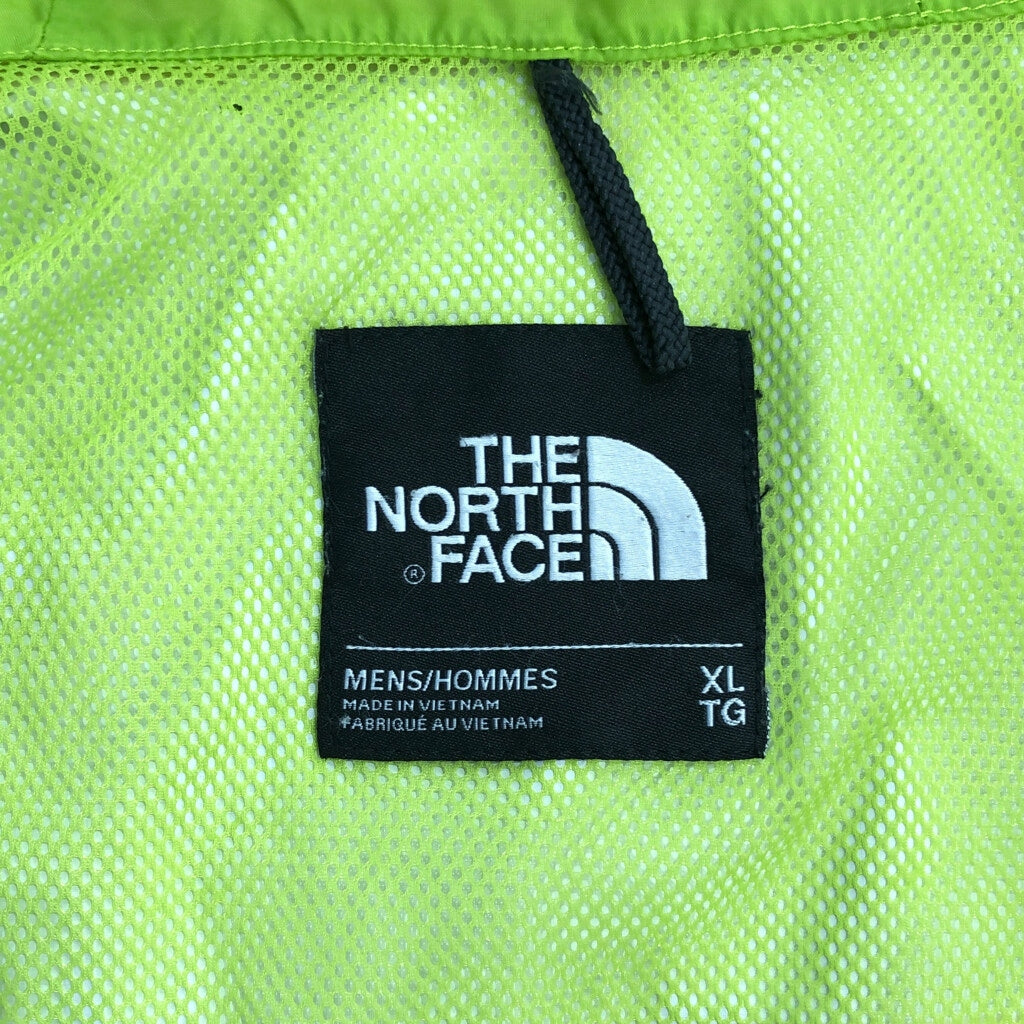 THE
NORTH
® FACE
MENS/HOMMES XL
MADE IN VIETNAM TG
FABRIQUÉ AU VIETNAM